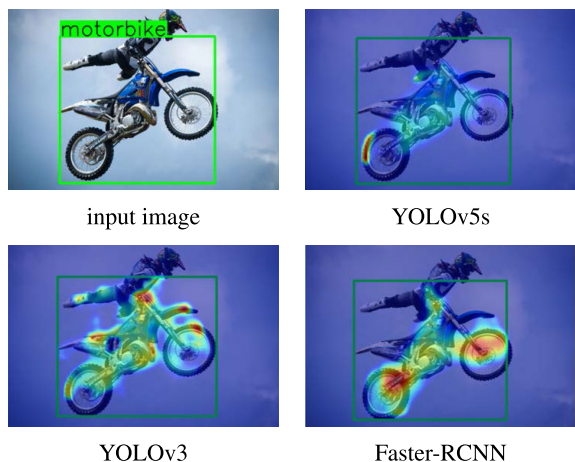 motorbike
input image
YOLOv5s
YOLOv3
Faster-RCNN